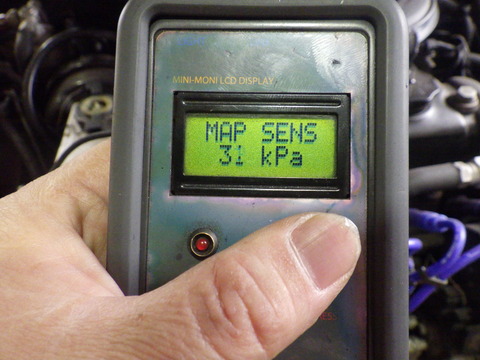 MINI-MONI LCD DISPLAY
MAP SENS
31 kPa